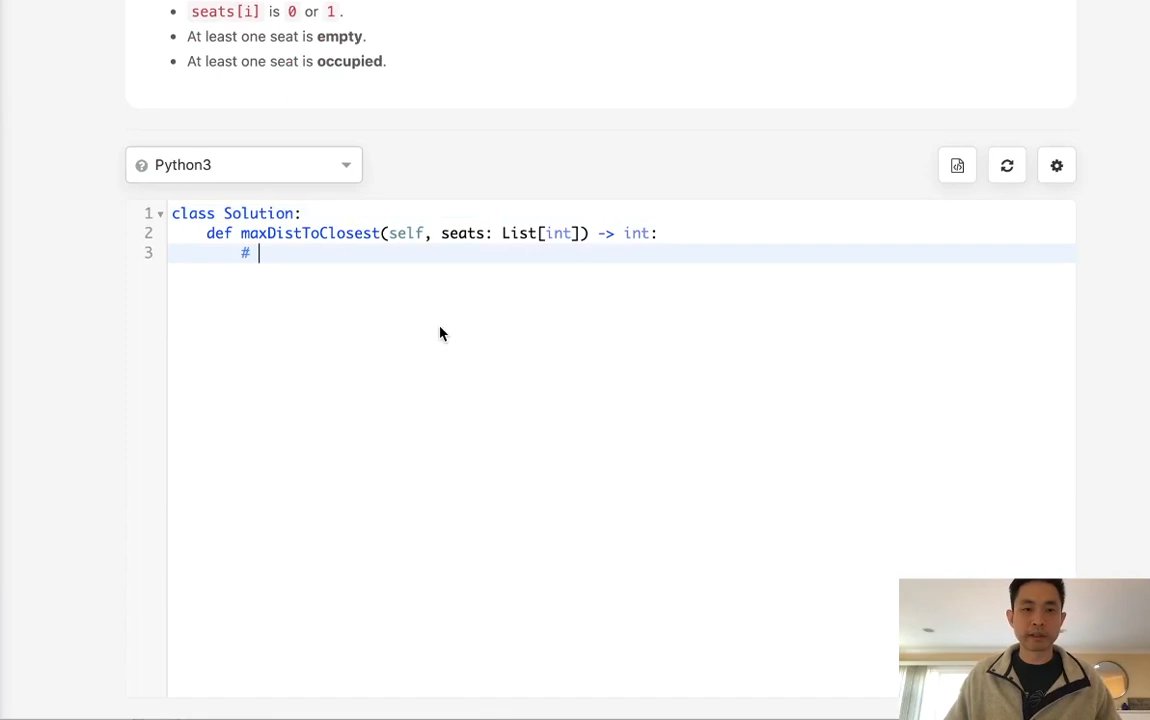 seats[i] is 0 or 1.
At least one seat is empty.
At least one seat is occupied.
Python3
1 class Solution:
2 def maxDistToClosest(self, seats: List[int]) -> int:
3 #